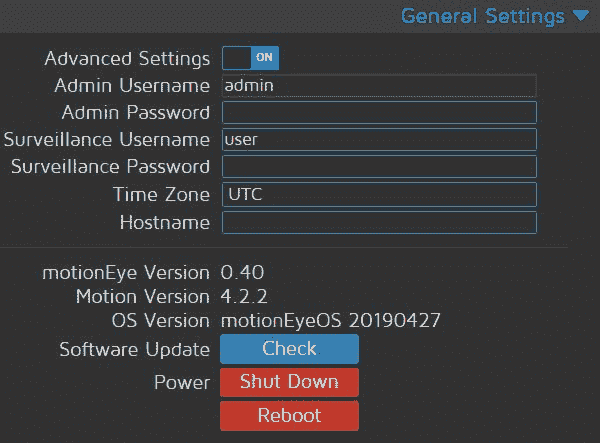 General Settings
Advanced Settings ON
Admin Username admin
Admin Password
Surveillance Username user
Surveillance Password
Time Zone UTC
Hostname
motionEye Version 0.40
Motion Version 4.2.2
OS Version motionEyeOS 20190427
Software Update Check
Power Shut Down
Reboot